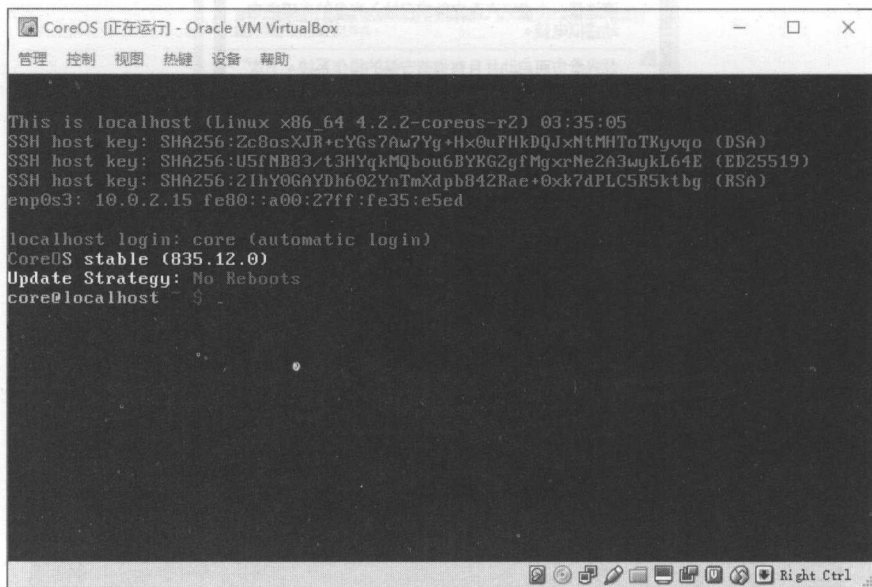 CoreOS [正在运行] - Oracle VM VirtualBox
管理 控制 视图 热键 设备 帮助
This is localhost (Linux x86_64 4.2.2-coreos-r2) 03:35:05
SSH host key: SHA256:Zc8osXJR+cYGs7Aw7Yg+Hx0uFHkDQJxNtMHToTKyvqo (DSA)
SSH host key: SHA256:U5fNB83/t3HYqkMQbou6BYKG2gfMgxrNe2A3wykL64E (ED25519)
SSH host key: SHA256:2IhY0GAYDh602YnTmXdpb842Rae+0xk7dPLC5R5ktbg (RSA)
enp0s3: 10.0.2.15 fe80::a00:27ff:fe35:e5ed
localhost login: core (automatic login)
CoreOS stable (835.12.0)
Update Strategy: No Reboots
core@localhost ~ $ _
Right Ctrl